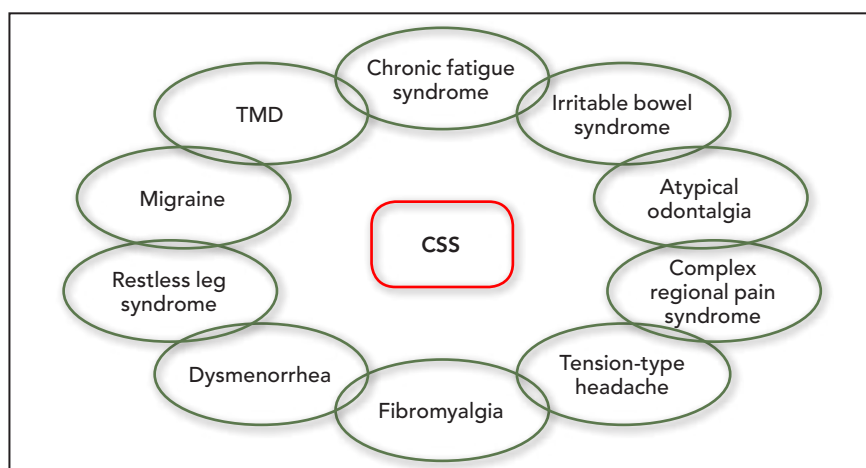 Chronic fatigue
syndrome
TMD
Irritable bowel
syndrome
Migraine
Atypical
odontalgia
CSS
Restless leg
syndrome
Complex
regional pain
syndrome
Dysmenorrhea
Tension-type
headache
Fibromyalgia